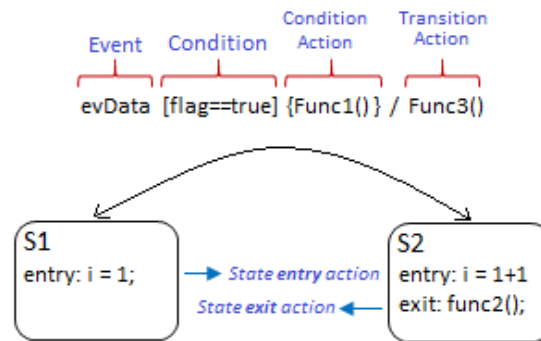 Event Condition Condition Action Transition Action
evData [flag==true] {Func1()} / Func3()
S1
entry: i = 1;
State entry action
State exit action
S2
entry: i = 1+1
exit: func2();